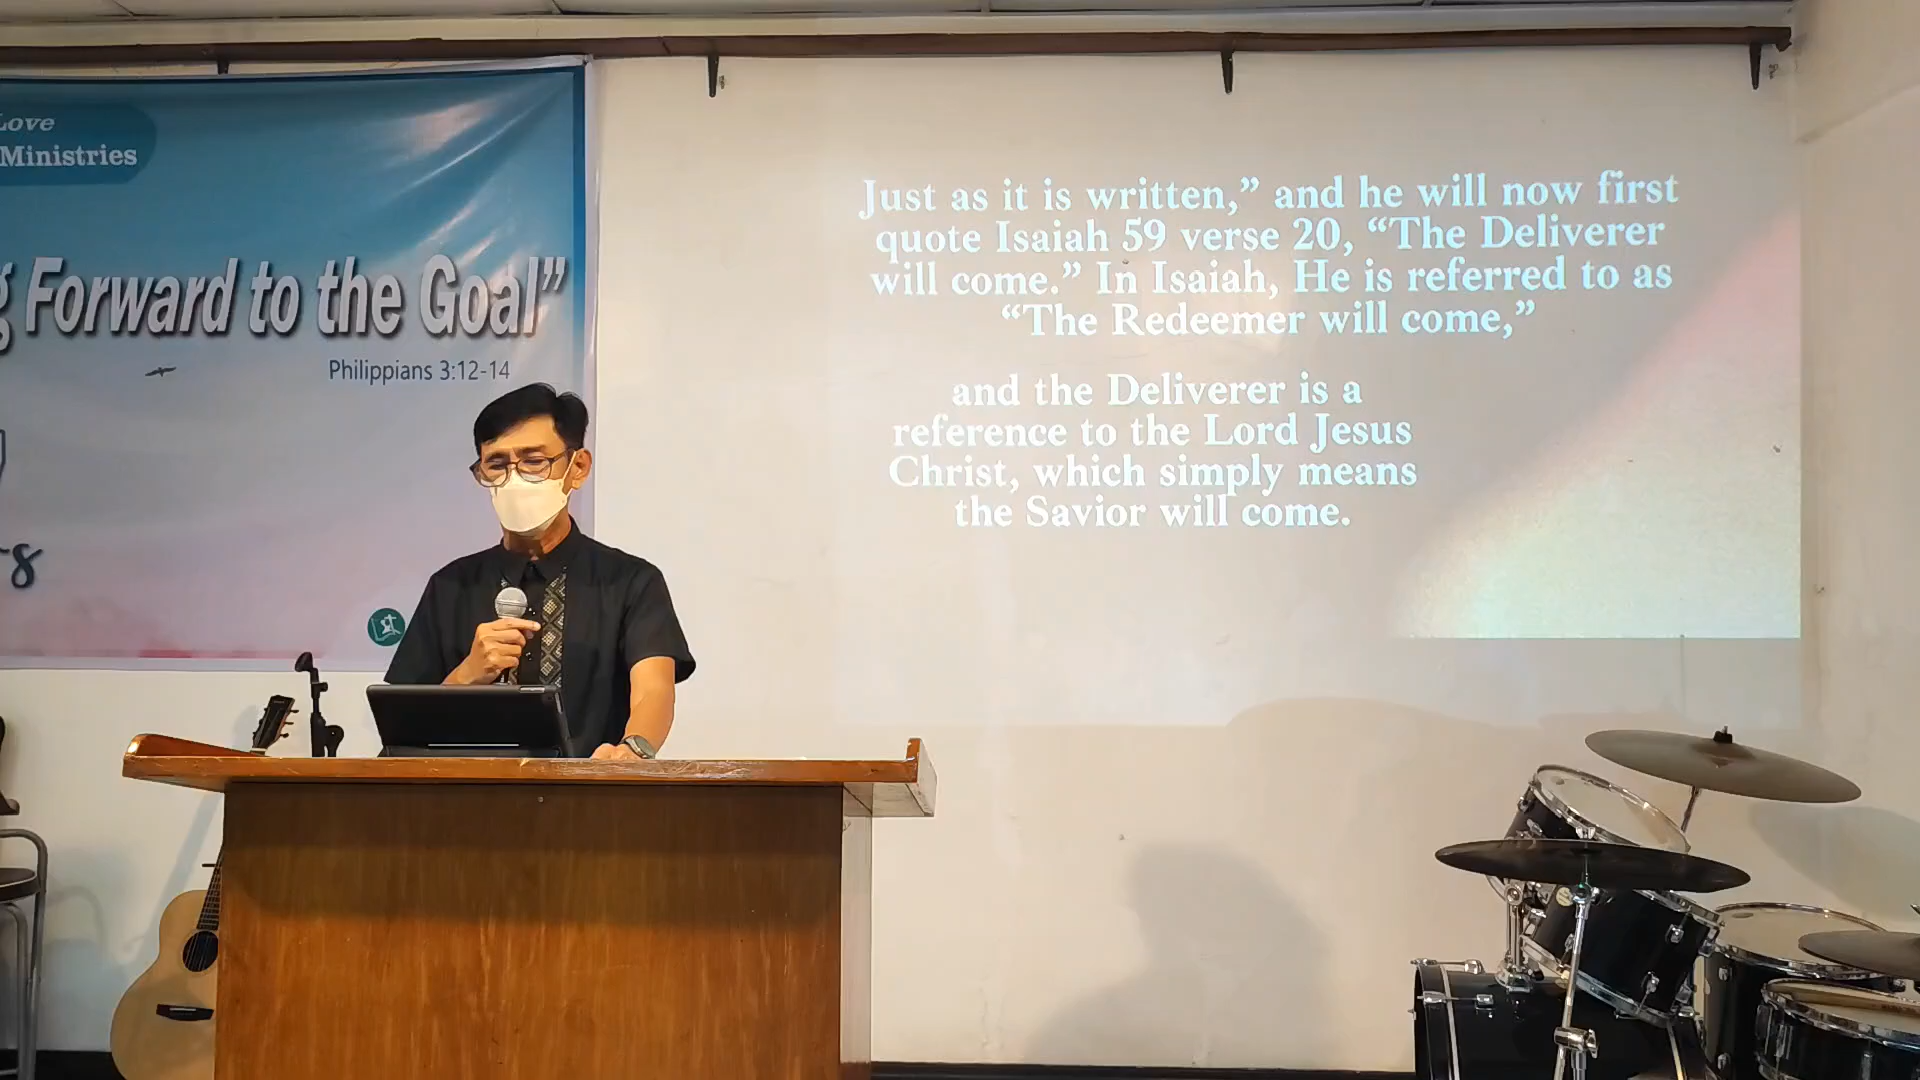 Love
Ministries
Forward to the Goal”
Philippians 3:12-14
Just as it is written,” and he will now first
quote Isaiah 59 verse 20, “The Deliverer
will come.” In Isaiah, He is referred to as
“The Redeemer will come,”
and the Deliverer is a
reference to the Lord Jesus
Christ, which simply means
the Savior will come.